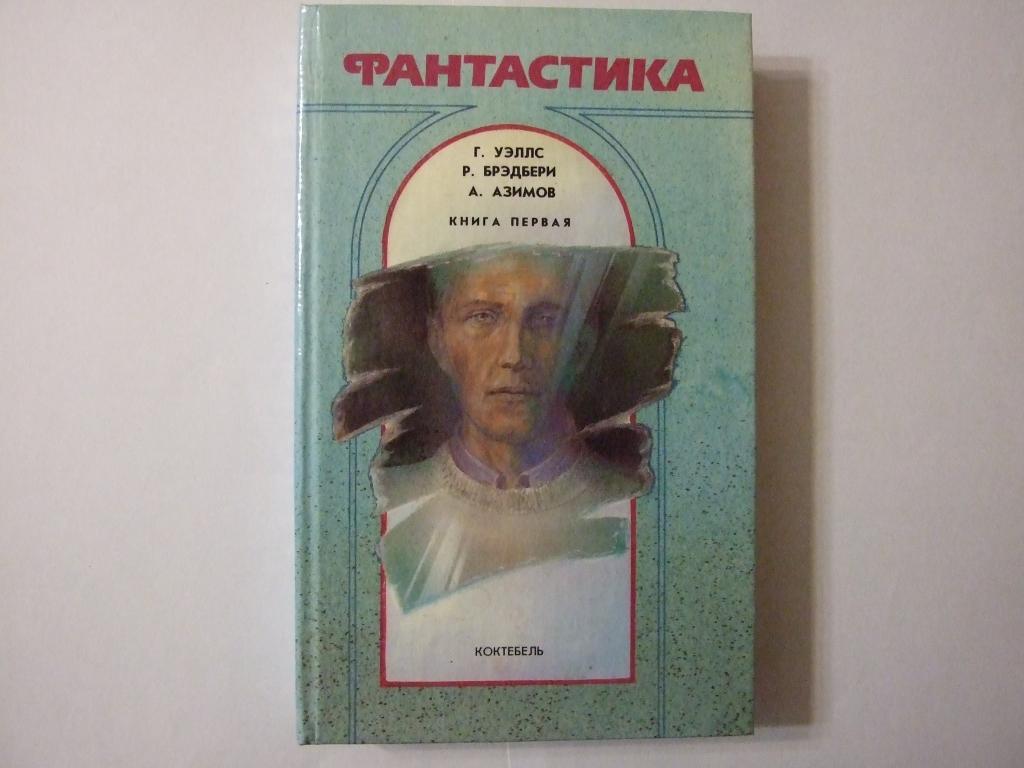 ФАНТАСТИКА
Г. УЭЛЛС
Р. БРЭДБЕРИ
А. АЗИМОВ
КНИГА ПЕРВАЯ
КОКТЕБЕЛЬ